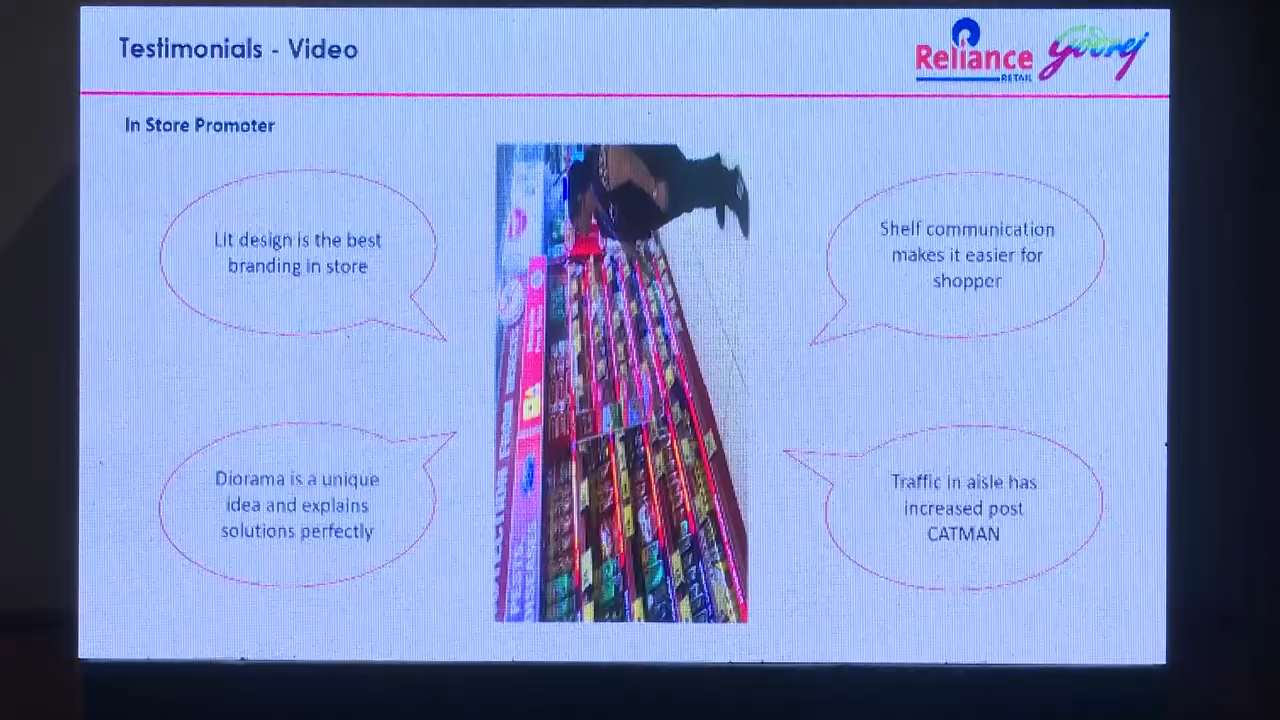 Testimonials - Video
Reliance
RETAIL
Godrej
In Store Promoter
Lit design is the best
branding in store
Shelf communication
makes it easier for
shopper
Diorama is a unique
idea and explains
solutions perfectly
Traffic in aisle has
increased post
CATMAN